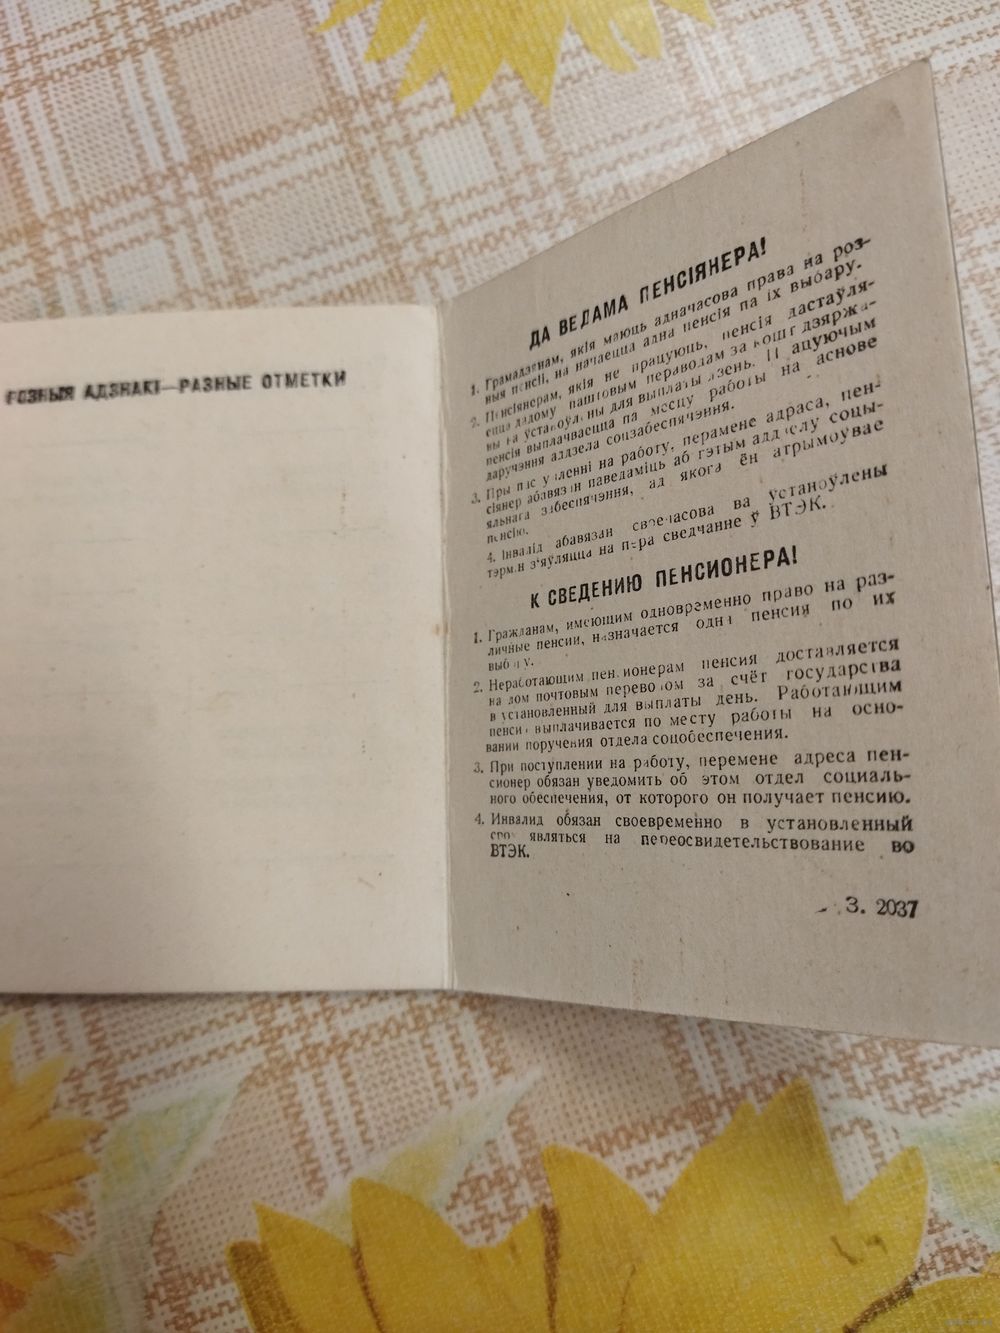 РОЗНЫЯ АДЗНАКІ—РАЗНЫЕ ОТМЕТКИ
ДА ВЕДАМА ПЕНСІЯНЕРА!
1. Грамадзянам, якія маюць адначасова права на роз-
ныя пенсіі, назначаецца адна пенсія па іх выбару.
2. Пенсіянерам, якія не працуюць, пенсія дастаўля-
ецца дадому паштовым пераводам за кошт дзяржа-
вы ва ўстаноўлены для выплаты дзень. Працуючым
пенсія выплачваецца па месцу работы на аснове
даручэння аддзела соцзабеспячэння.
3. Пры паступленні на работу, перамене адраса, пен-
сіянер абавязан паведаміць аб гэтым аддзелу соцы-
яльнага забеспячэння, ад якога ён атрымоўвае
пенсію.
4. Інвалід абавязан своечасова ва ўстаноўлены
тэрмін з'яўляцца на перасведчанне ў ВТЭК.
К СВЕДЕНИЮ ПЕНСИОНЕРА!
1. Гражданам, имеющим одновременно право на раз-
личные пенсии, назначается одна пенсия по их
выбору.
2. Неработающим пенсионерам пенсия доставляется
на дом почтовым переводом за счёт государства
в установленный для выплаты день. Работающим
пенсия выплачивается по месту работы на осно-
вании поручения отдела соцобеспечения.
3. При поступлении на работу, перемене адреса пен-
сионер обязан уведомить об этом отдел социаль-
ного обеспечения, от которого он получает пенсию.
4. Инвалид обязан своевременно в установленный
срок являться на переосвидетельствование во
ВТЭК.
З. 2037